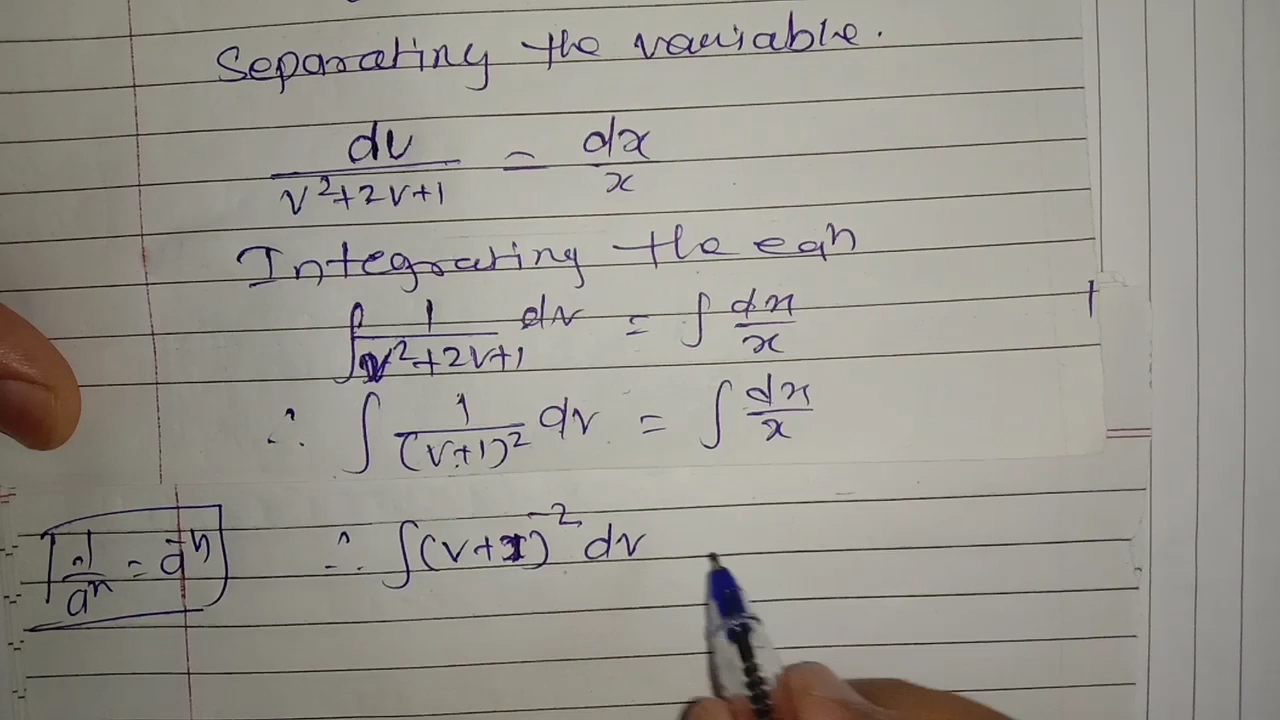 Separating the variable.
dv/(v²+2v+1) = dx/x
Integrating the eqn
∫ 1/(v²+2v+1) dv = ∫ dx/x
∴ ∫ 1/(v+1)² dv = ∫ dx/x
1/aⁿ = a⁻ⁿ ∴ ∫(v+1)⁻² dv